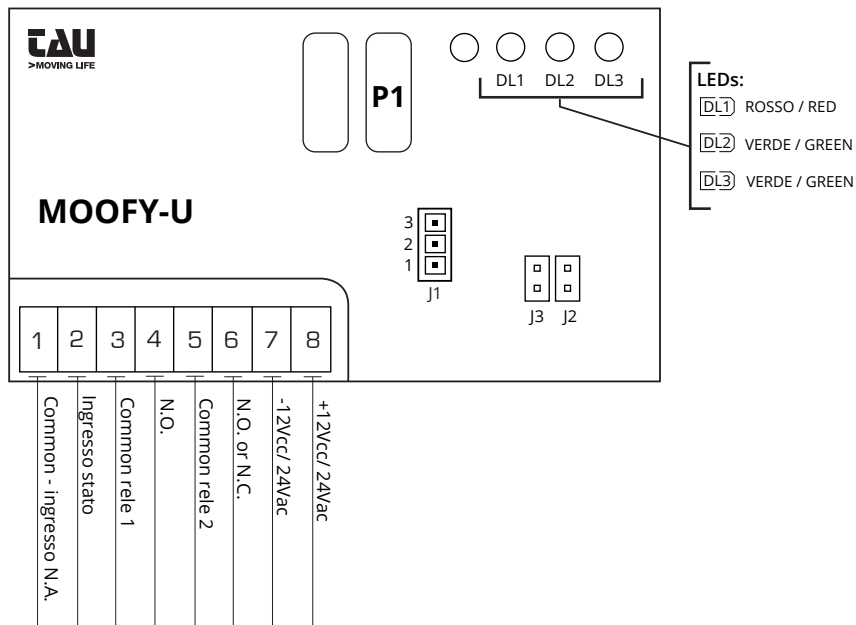 TAU
>MOVING LIFE
P1
DL1 DL2 DL3
LEDs:
DL1 ROSSO / RED
DL2 VERDE / GREEN
DL3 VERDE / GREEN
MOOFY-U
3
2
1
J1
J3 J2
1 2 3 4 5 6 7 8
Common - ingresso N.A.
Ingresso stato
Common rele 1
N.O.
Common rele 2
N.O. or N.C.
-12Vcc/ 24Vac
+12Vcc/ 24Vac